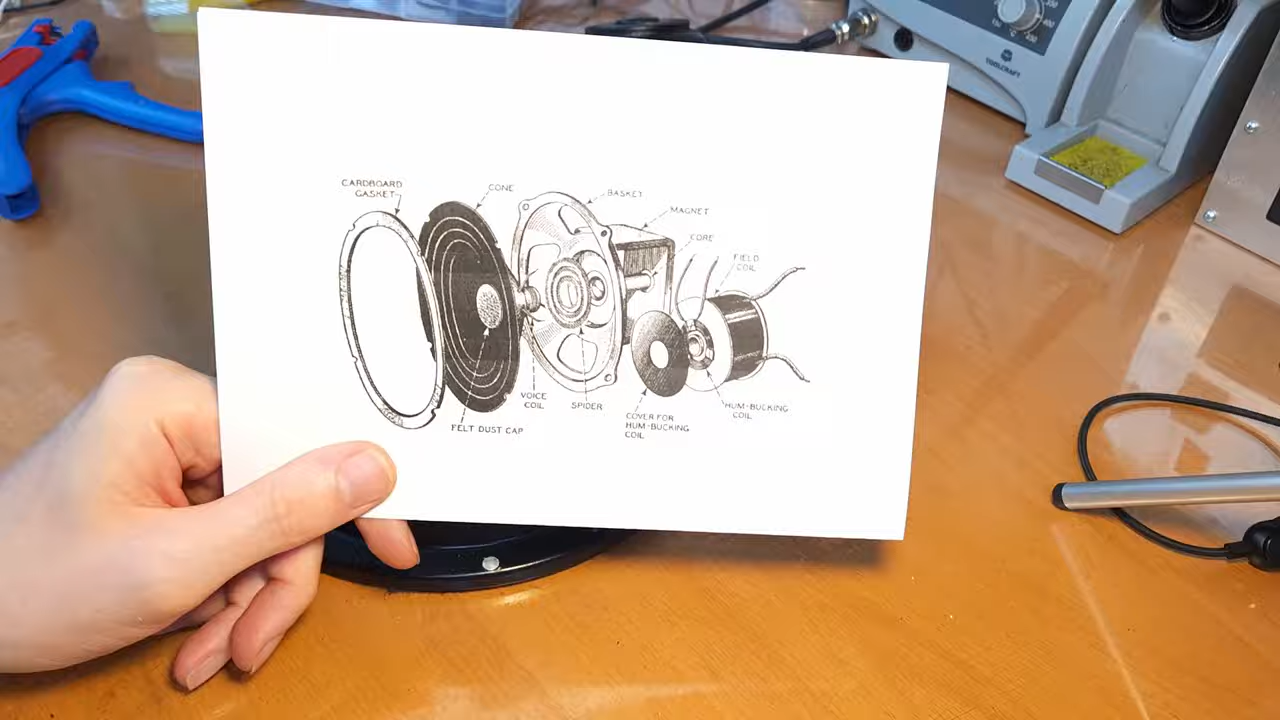 CARDBOARD
GASKET
CONE
BASKET
MAGNET
CORE
FIELD
COIL
VOICE
COIL
SPIDER
FELT DUST CAP
COVER FOR
HUM-BUCKING
COIL
HUM-BUCKING
COIL
TOOLCRAFT